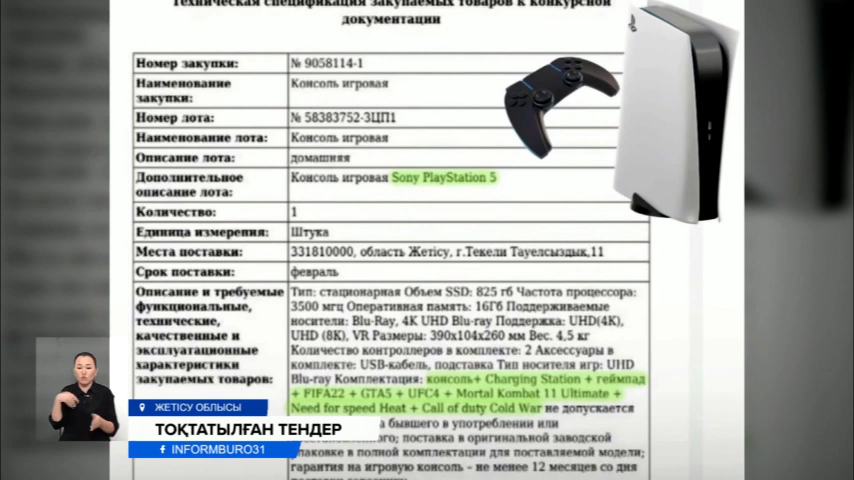 Техническая спецификация закупаемых товаров к конкурсной
документации
Номер закупки: № 9058114-1
Наименование закупки: Консоль игровая
Номер лота: № 58383752-ЗЦП1
Наименование лота: Консоль игровая
Описание лота: домашняя
Дополнительное описание лота: Консоль игровая Sony PlayStation 5
Количество: 1
Единица измерения: Штука
Места поставки: 331810000, область Жетісу, г.Текели Тауелсыздык,11
Срок поставки: февраль
Описание и требуемые
функциональные,
технические,
качественные и
эксплуатационные
характеристики
закупаемых товаров:
Тип: стационарная Объем SSD: 825 гб Частота процессора:
3500 мгц Оперативная память: 16Гб Поддерживаемые
носители: Blu-Ray, 4K UHD Blu-ray Поддержка: UHD(4K),
UHD (8K), VR Размеры: 390x104x260 мм Вес. 4,5 кг
Количество контроллеров в комплекте: 2 Аксессуары в
комплекте: USB-кабель, подставка Тип носителя игр: UHD
Blu-ray Комплектация: консоль+ Charging Station + геймпад
+ FIFA22 + GTA5 + UFC4 + Mortal Kombat 11 Ultimate +
Need for speed Heat + Call of duty Cold War не допускается
бывшего в употреблении или
поставка в оригинальной заводской
упаковке в полной комплектации для поставляемой модели;
гарантия на игровую консоль – не менее 12 месяцев со дня
ЖЕТІСУ ОБЛЫСЫ
ТОҚТАТЫЛҒАН ТЕНДЕР
INFORMBURO31